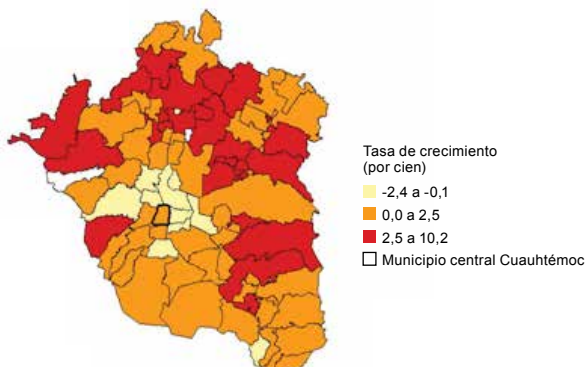 Tasa de crecimiento
(por cien)
-2,4 a -0,1
0,0 a 2,5
2,5 a 10,2
Municipio central Cuauhtémoc